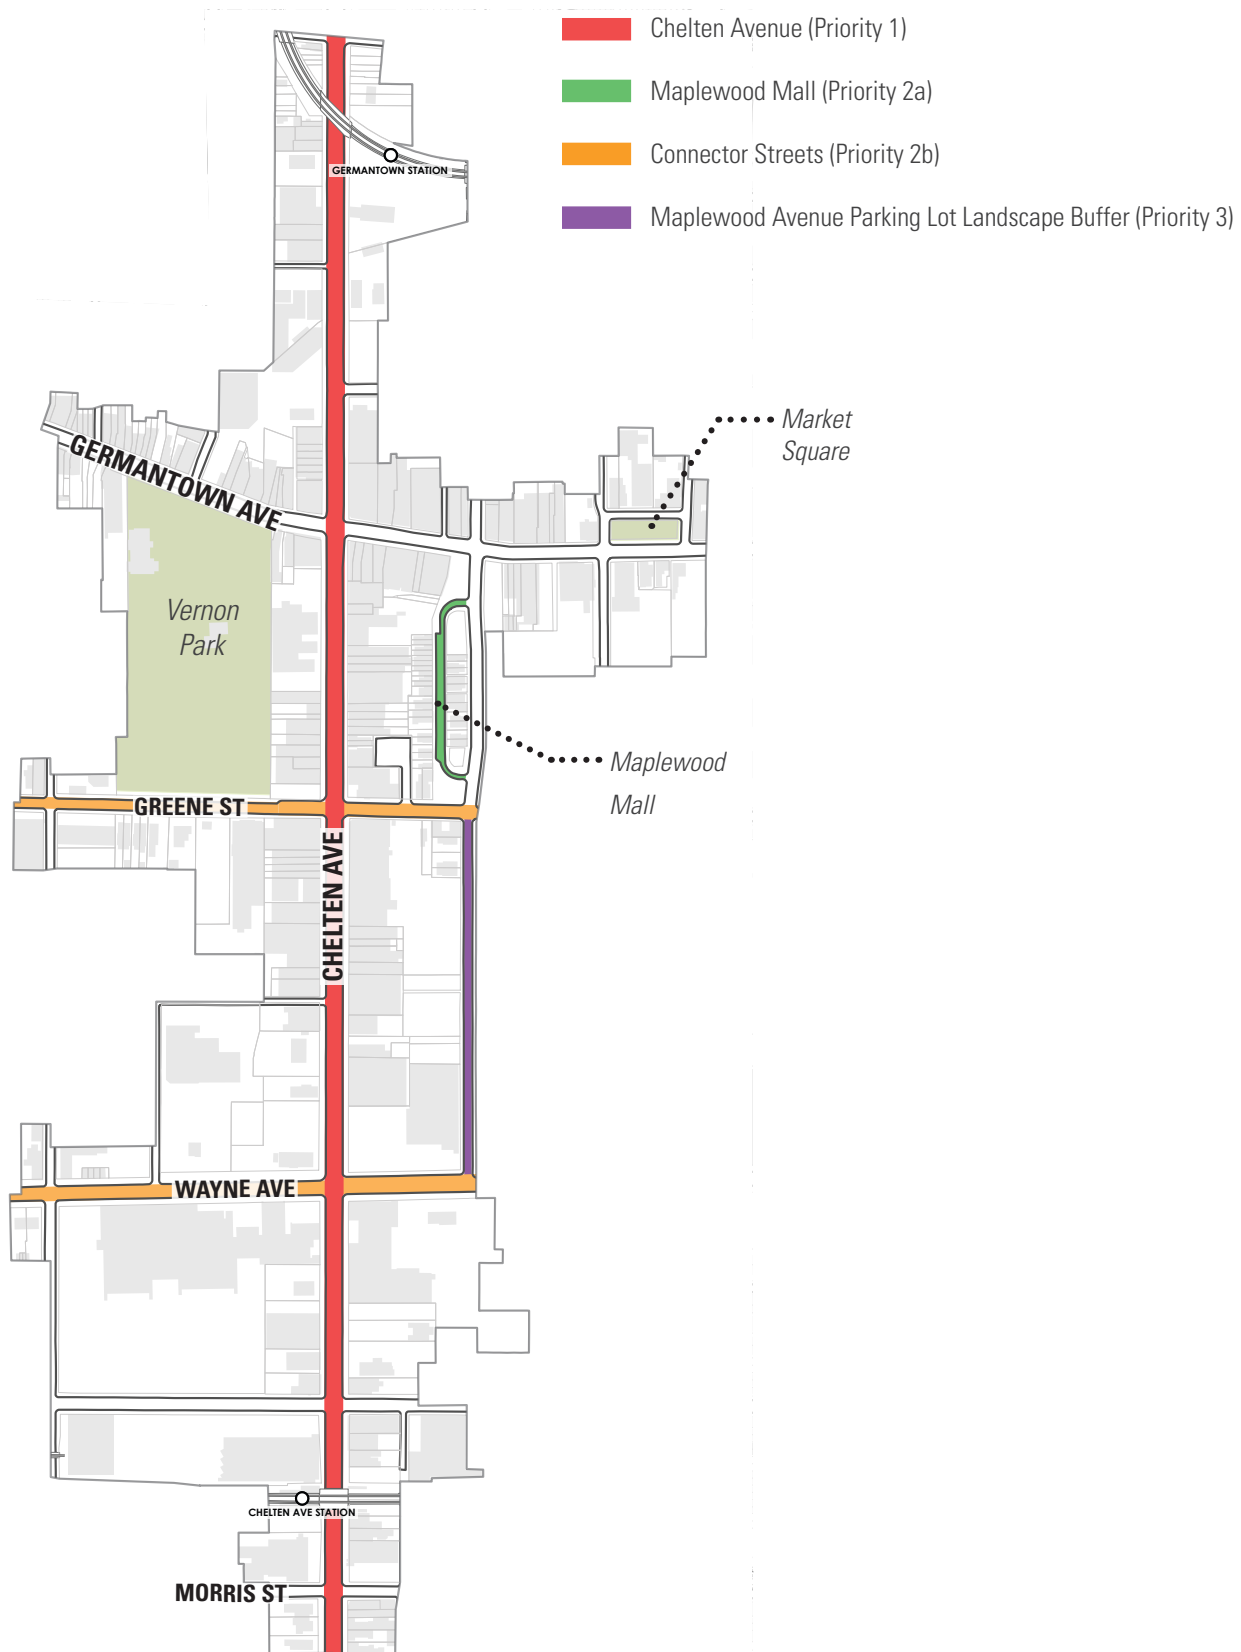 Chelten Avenue (Priority 1)
Maplewood Mall (Priority 2a)
Connector Streets (Priority 2b)
Maplewood Avenue Parking Lot Landscape Buffer (Priority 3)
GERMANTOWN STATION
Market
Square
GERMANTOWN AVE
Vernon
Park
Maplewood
Mall
GREENE ST
CHELTEN AVE
WAYNE AVE
CHELTEN AVE STATION
MORRIS ST